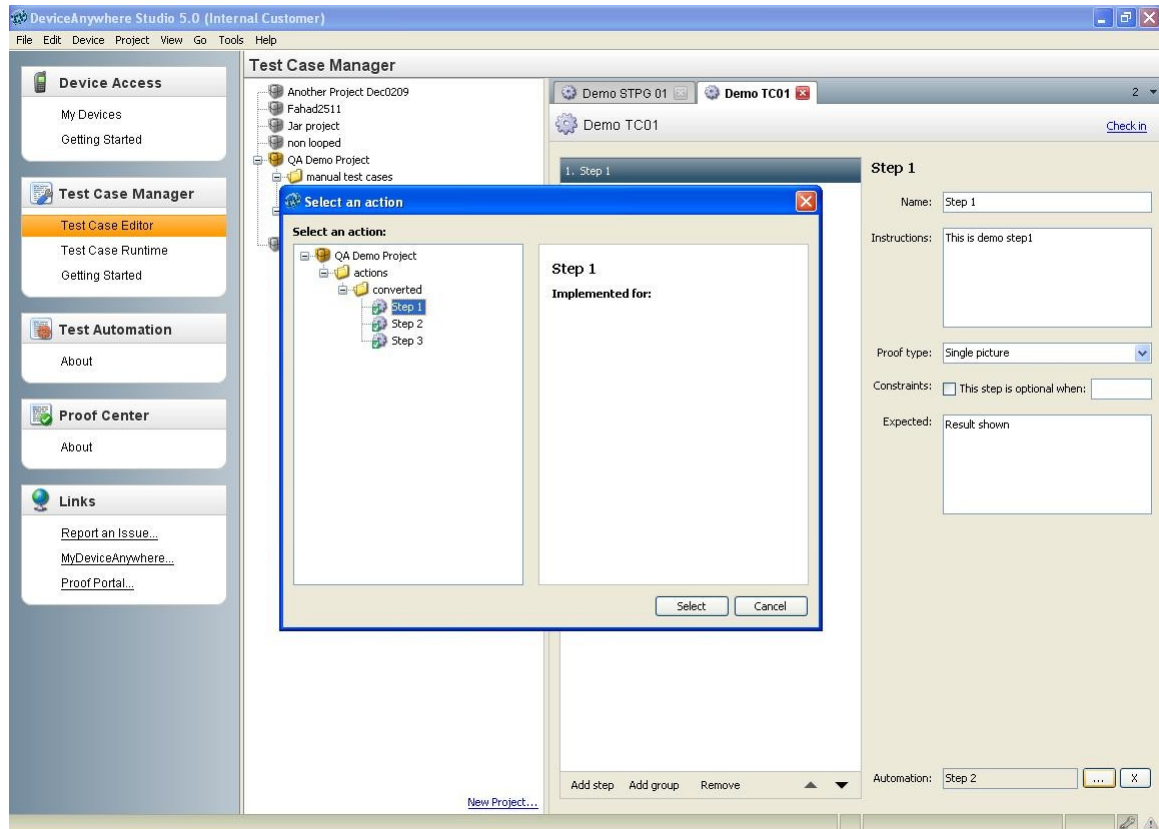 DeviceAnywhere Studio 5.0 (Internal Customer)
File Edit Device Project View Go Tools Help
Device Access
My Devices
Getting Started
Test Case Manager
Test Case Editor
Test Case Runtime
Getting Started
Test Automation
About
Proof Center
About
Links
Report an Issue...
MyDeviceAnywhere...
Proof Portal...
Test Case Manager
Another Project Dec0209
Fahad2511
Jar project
non looped
QA Demo Project
manual test cases
New Project...
Demo STPG 01
Demo TC01
2
Demo TC01
Check in
1. Step 1
Select an action
Select an action:
QA Demo Project
actions
converted
Step 1
Step 2
Step 3
Step 1
Implemented for:
Select
Cancel
Add step Add group Remove
Step 1
Name: Step 1
Instructions: This is demo step1
Proof type: Single picture
Constraints: This step is optional when:
Expected: Result shown
Automation: Step 2 ... X